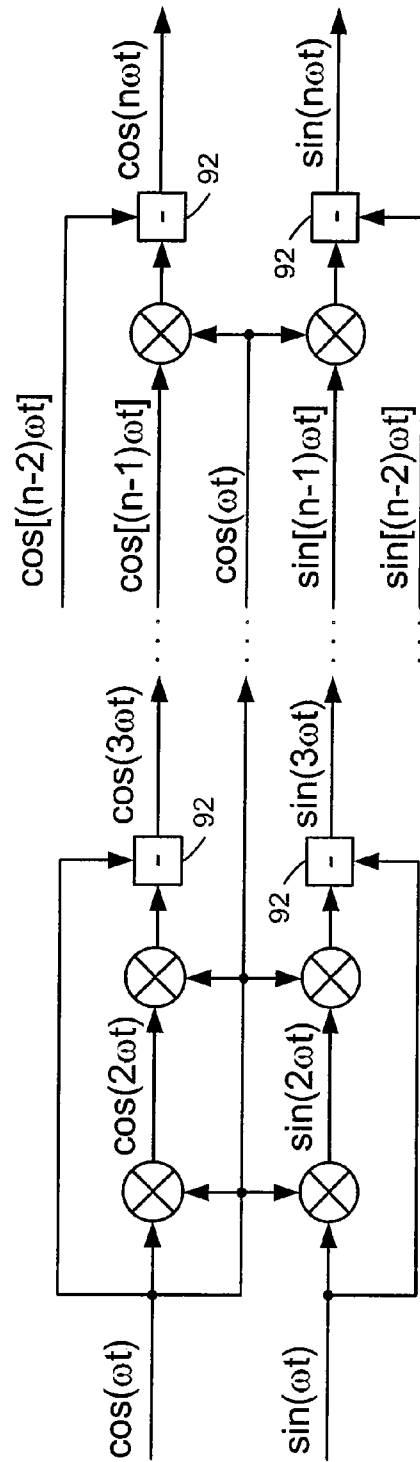 cos(ωt)
cos(2ωt)
92
cos(3ωt)
cos[(n-2)ωt]
cos[(n-1)ωt]
92
cos(nωt)
-
-
. . .
. . .
cos(ωt)
sin(ωt)
sin(2ωt)
92
sin(3ωt)
. . .
sin[(n-1)ωt]
92
sin(nωt)
-
-
. . .
sin[(n-2)ωt]